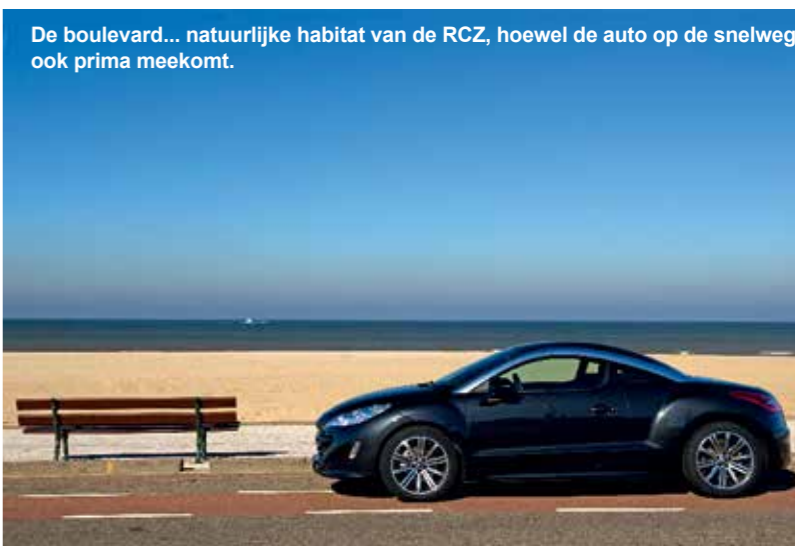 De boulevard... natuurlijke habitat van de RCZ, hoewel de auto op de snelweg
ook prima meekomt.